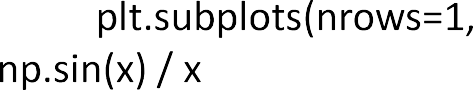 plt.subplots(nrows=1,
np.sin(x) / x